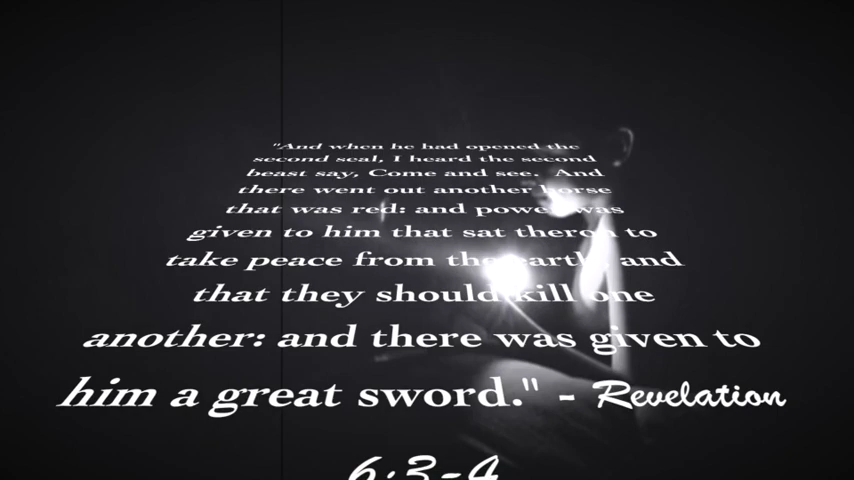 "And when he had opened the
second seal, I heard the second
beast say, Come and see. And
there went out another horse
that was red: and power was
given to him that sat theron to
take peace from the earth, and
that they should kill one
another: and there was given to
him a great sword." - Revelation
6:3-4